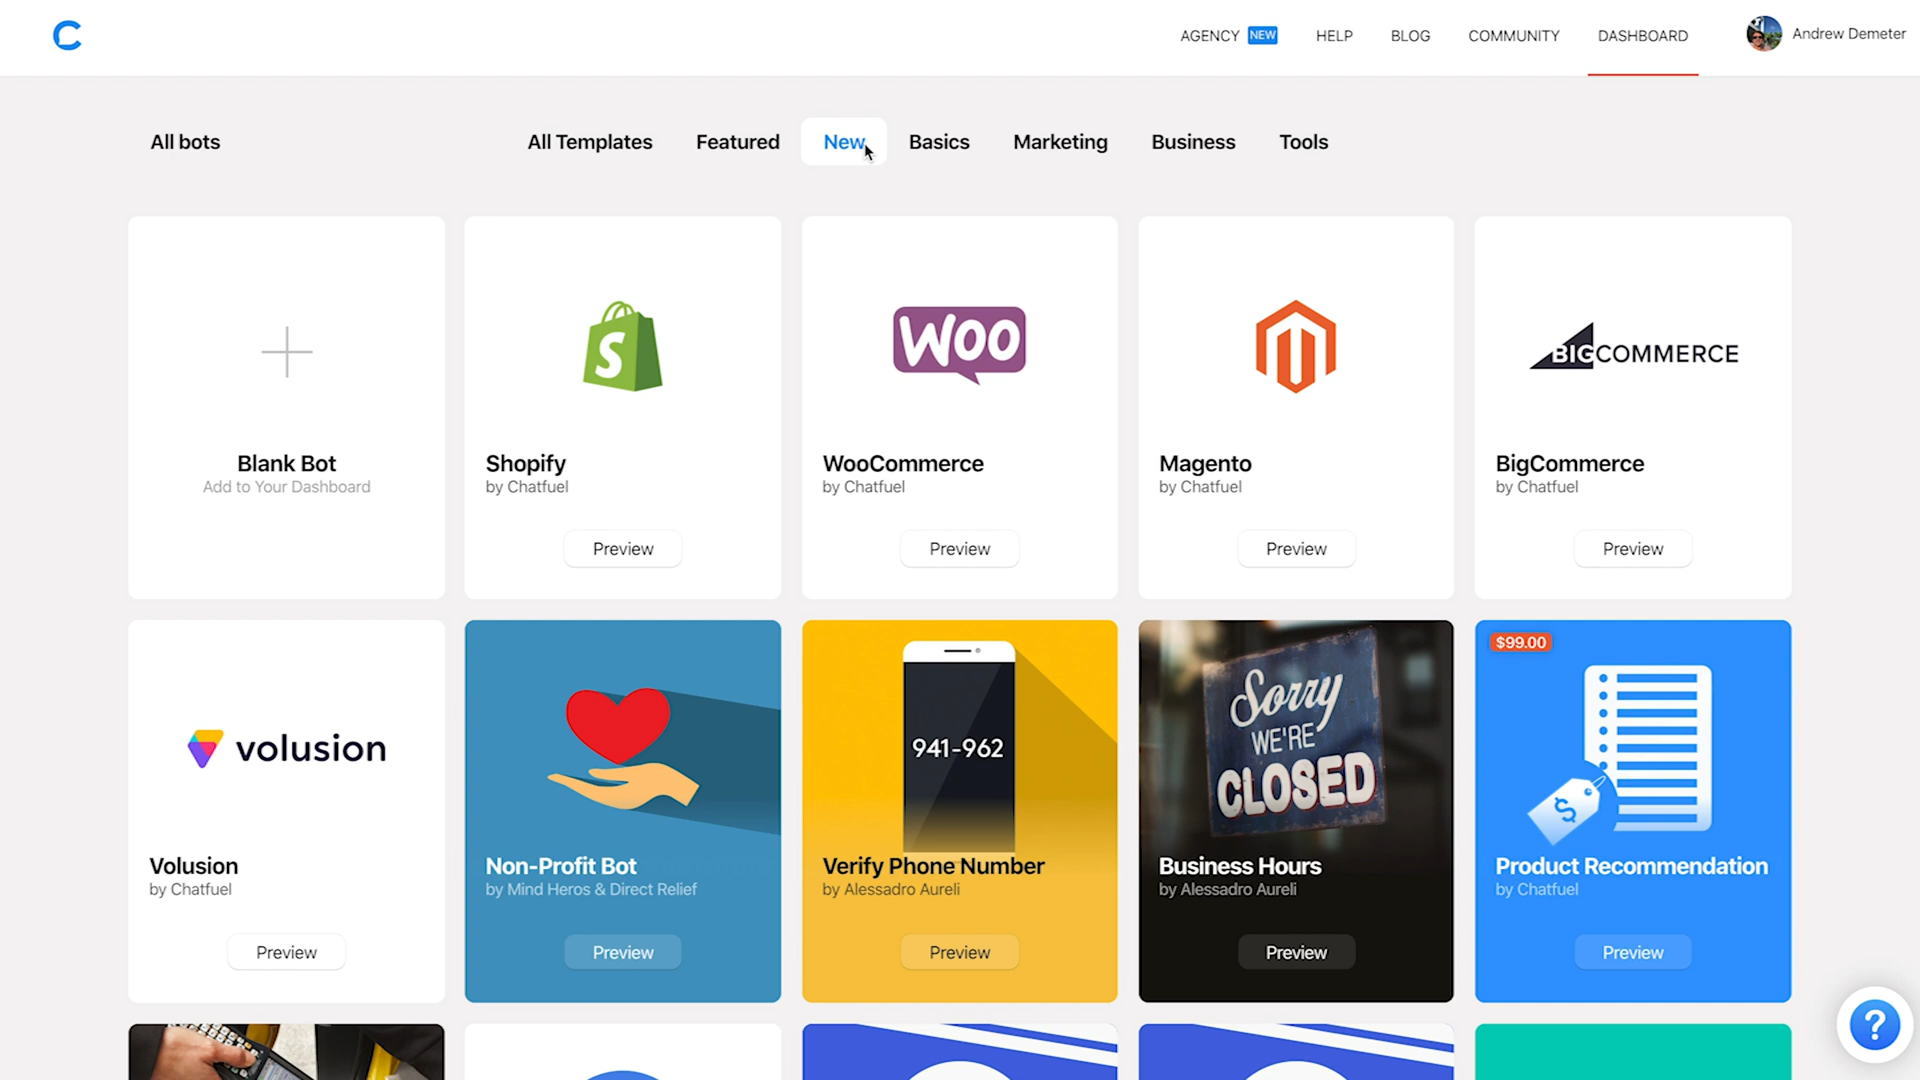 AGENCY NEW HELP BLOG COMMUNITY DASHBOARD Andrew Demeter
All bots All Templates Featured New Basics Marketing Business Tools
S
WOO
BIGCOMMERCE
Blank Bot
Add to Your Dashboard
Shopify
by Chatfuel
Preview
WooCommerce
by Chatfuel
Preview
Magento
by Chatfuel
Preview
BigCommerce
by Chatfuel
Preview
volusion
Volusion
by Chatfuel
Preview
Non-Profit Bot
by Mind Heros & Direct Relief
Preview
941-962
Verify Phone Number
by Alessadro Aureli
Preview
Sorry
WE'RE
CLOSED
Business Hours
by Alessadro Aureli
Preview
$99.00
$
Product Recommendation
by Chatfuel
Preview
?